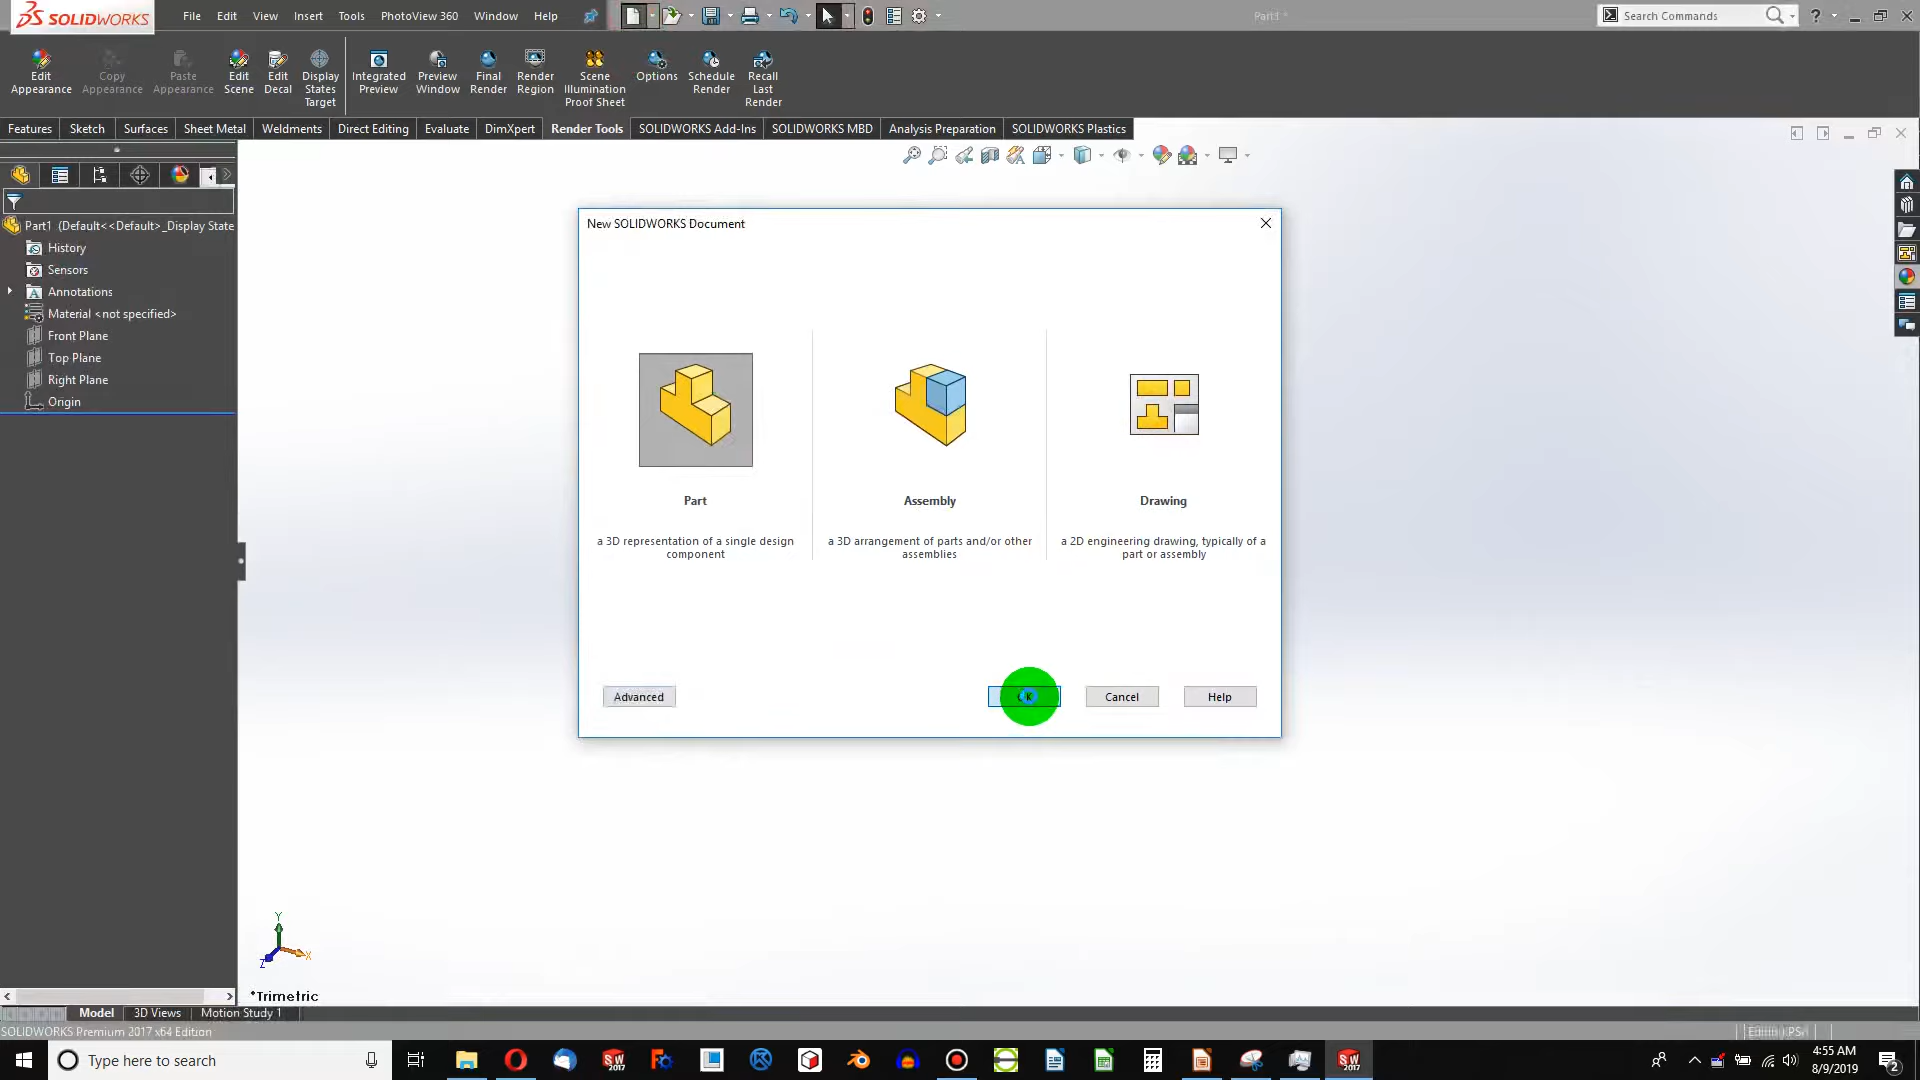 SOLIDWORKS File Edit View Insert Tools PhotoView 360 Window Help Part1 * Search Commands
Edit Appearance
Copy Appearance
Paste Appearance
Edit Scene
Edit Decal
Display States Target
Integrated Preview
Preview Window
Final Render
Render Region
Scene Illumination Proof Sheet
Options
Schedule Render
Recall Last Render
Features Sketch Surfaces Sheet Metal Weldments Direct Editing Evaluate DimXpert Render Tools SOLIDWORKS Add-Ins SOLIDWORKS MBD Analysis Preparation SOLIDWORKS Plastics
Part1 (Default<<Default>_Display State
History
Sensors
Annotations
Material <not specified>
Front Plane
Top Plane
Right Plane
Origin
New SOLIDWORKS Document
Part
a 3D representation of a single design
component
Assembly
a 3D arrangement of parts and/or other
assemblies
Drawing
a 2D engineering drawing, typically of a
part or assembly
Advanced Cancel Help
Y
X
Z
*Trimetric
Model 3D Views Motion Study 1
SOLIDWORKS Premium 2017 x64 Edition
Type here to search
SW 2017
SW 2017
4:55 AM
8/9/2019
2